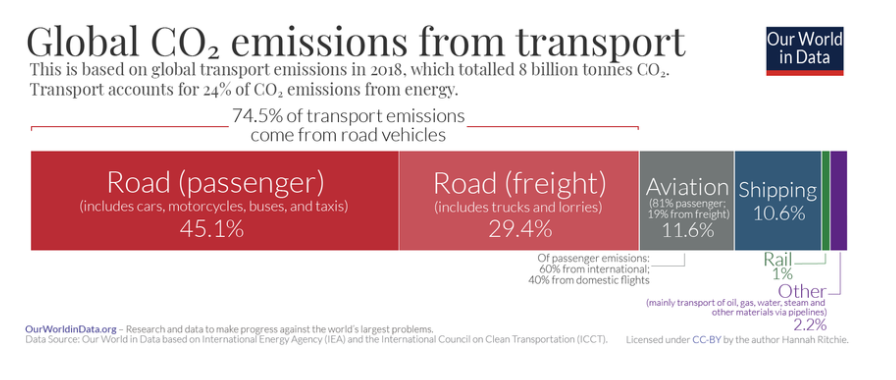 Global CO₂ emissions from transport
Our World
in Data
This is based on global transport emissions in 2018, which totalled 8 billion tonnes CO₂.
Transport accounts for 24% of CO₂ emissions from energy.
74.5% of transport emissions
come from road vehicles
Road (passenger)
(includes cars, motorcycles, buses, and taxis)
45.1%
Road (freight)
(includes trucks and lorries)
29.4%
Aviation
(81% passenger;
19% from freight)
11.6%
Shipping
10.6%
Of passenger emissions:
60% from international;
40% from domestic flights
Rail
1%
Other
(mainly transport of oil, gas, water, steam and
other materials via pipelines)
2.2%
OurWorldinData.org – Research and data to make progress against the world's largest problems.
Data Source: Our World in Data based on International Energy Agency (IEA) and the International Council on Clean Transportation (ICCT).
Licensed under CC-BY by the author Hannah Ritchie.